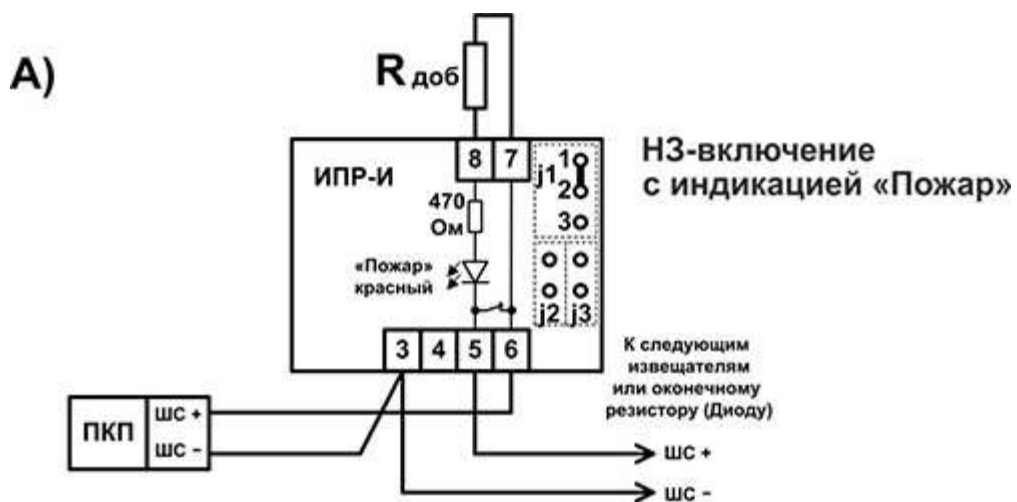 А)
R доб
8 7
ИПР-И
470
Ом
«Пожар»
красный
j1
1
2
3
j2 j3
НЗ-включение
с индикацией «Пожар»
3 4 5 6
К следующим
извещателям
или оконечному
резистору (Диоду)
ПКП
ШС +
ШС –
ШС +
ШС –